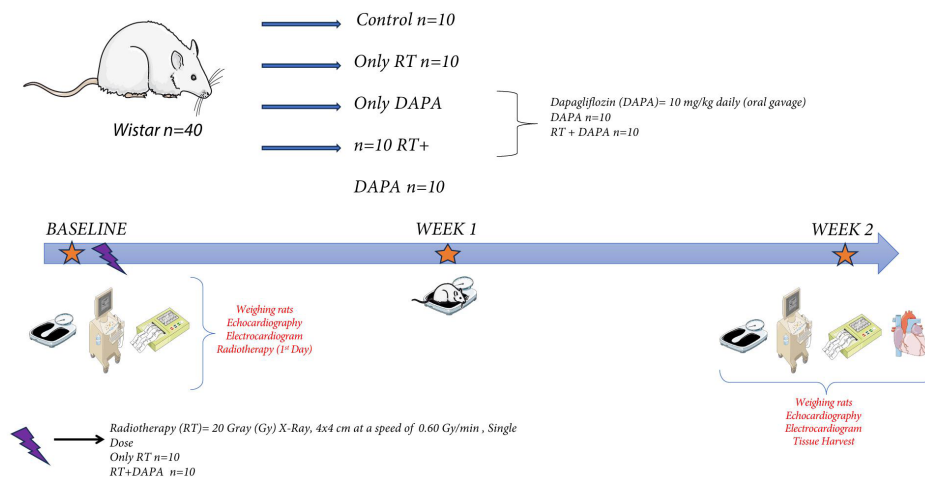 Control n=10
Only RT n=10
Only DAPA
n=10 RT+
DAPA n=10
Wistar n=40
Dapagliflozin (DAPA)= 10 mg/kg daily (oral gavage)
DAPA n=10
RT + DAPA n=10
BASELINE
WEEK 1
WEEK 2
Weighing rats
Echocardiography
Electrocardiogram
Radiotherapy (1st Day)
Weighing rats
Echocardiography
Electrocardiogram
Tissue Harvest
Radiotherapy (RT)= 20 Gray (Gy) X-Ray, 4x4 cm at a speed of 0.60 Gy/min , Single
Dose
Only RT n=10
RT+DAPA n=10